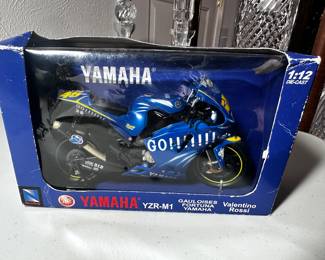 YAMAHA
1:12
DIE-CAST
46
GO!!!!!!!
YAMAHA
YZR-M1
GAULOISES
FORTUNA
YAMAHA
Valentino
Rossi